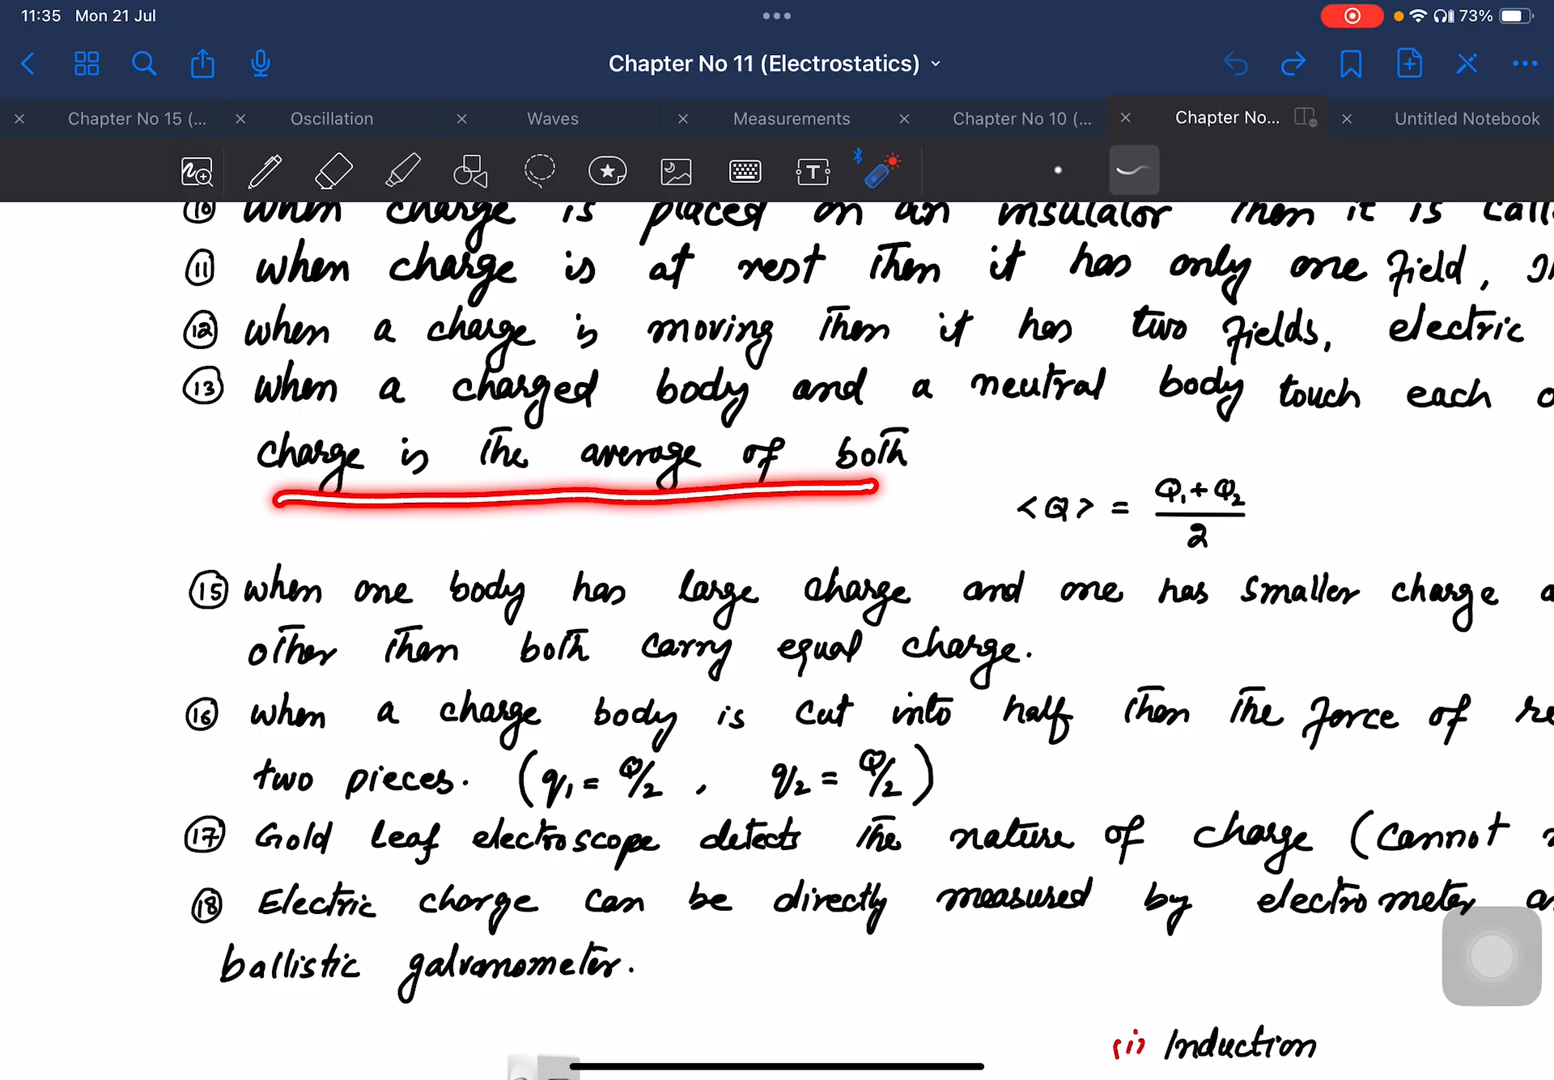 11:35 Mon 21 Jul
73%
Chapter No 11 (Electrostatics)
Chapter No 15 (...
Oscillation
Waves
Measurements
Chapter No 10 (...
Chapter No...
Untitled Notebook
⑩ when charge is placed on an insulator then it is call
⑪ when charge is at rest then it has only one field,
⑫ when a charge is moving then it has two fields, electric
⑬ when a charged body and a neutral body touch each o
charge is the average of both
<Q> = Q₁+Q₂
2
⑮ when one body has large charge and one has smaller charge a
other then both carry equal charge.
⑯ when a charge body is cut into half then the force of re
two pieces. (q₁ = Q/2 , q₂ = Q/2)
⑰ Gold leaf electroscope detects the nature of charge (cannot
⑱ Electric charge can be directly measured by electrometer an
ballistic galvanometer.
(i) Induction